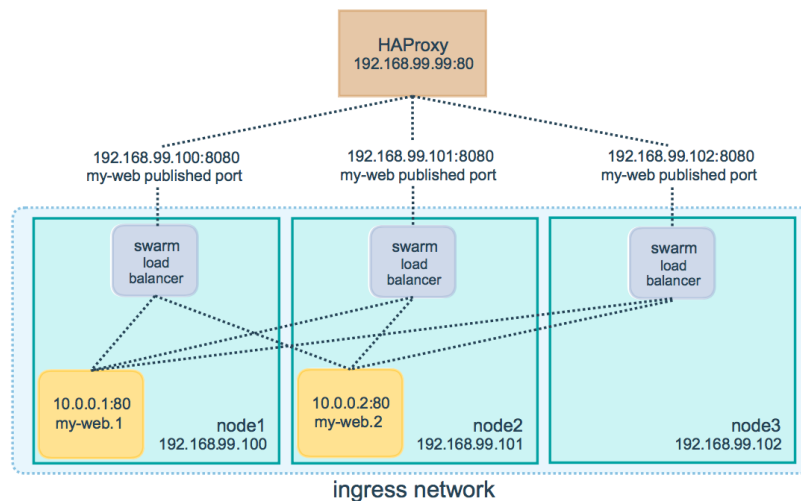 HAProxy
192.168.99.99:80
192.168.99.100:8080
my-web published port
192.168.99.101:8080
my-web published port
192.168.99.102:8080
my-web published port
swarm
load
balancer
swarm
load
balancer
swarm
load
balancer
10.0.0.1:80
my-web.1
node1
192.168.99.100
10.0.0.2:80
my-web.2
node2
192.168.99.101
node3
192.168.99.102
ingress network